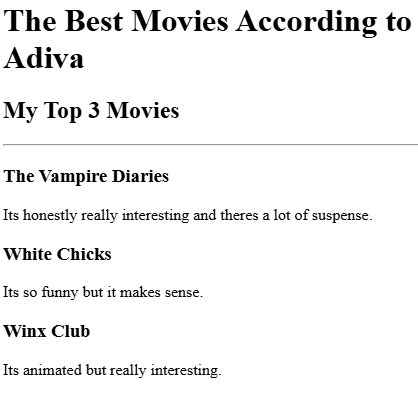 The Best Movies According to
Adiva
My Top 3 Movies
The Vampire Diaries
Its honestly really interesting and theres a lot of suspense.
White Chicks
Its so funny but it makes sense.
Winx Club
Its animated but really interesting.